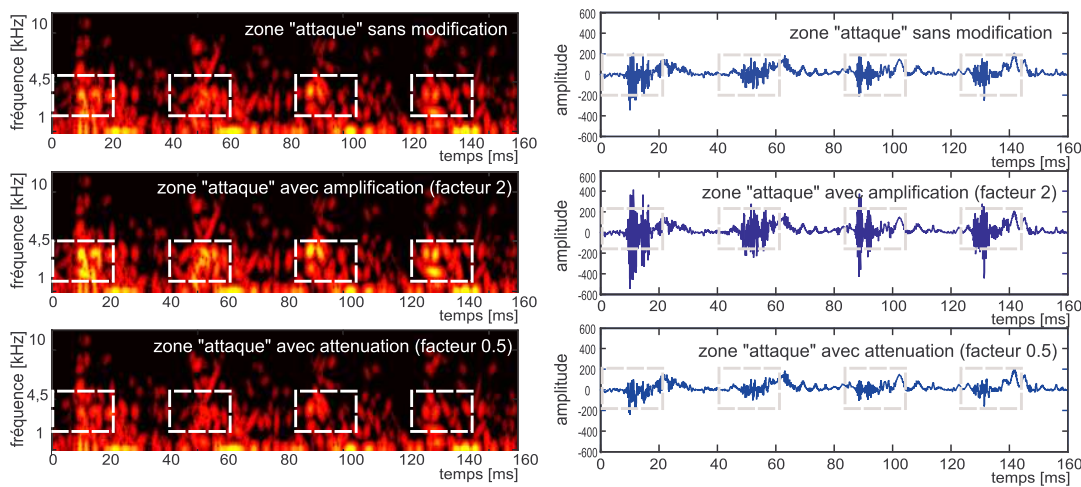 zone "attaque" sans modification
fréquence [kHz]
10
4.5
1
0 20 40 60 80 100 120 140 160
temps [ms]
zone "attaque" sans modification
amplitude
600
400
200
0
-200
-400
-600
0 20 40 60 80 100 120 140 160
temps [ms]
zone "attaque" avec amplification (facteur 2)
fréquence [kHz]
10
4.5
1
0 20 40 60 80 100 120 140 160
temps [ms]
zone "attaque" avec amplification (facteur 2)
amplitude
600
400
200
0
-200
-400
-600
0 20 40 60 80 100 120 140 160
temps [ms]
zone "attaque" avec attenuation (facteur 0.5)
fréquence [kHz]
10
4.5
1
0 20 40 60 80 100 120 140 160
temps [ms]
zone "attaque" avec attenuation (facteur 0.5)
amplitude
600
400
200
0
-200
-400
-600
0 20 40 60 80 100 120 140 160
temps [ms]